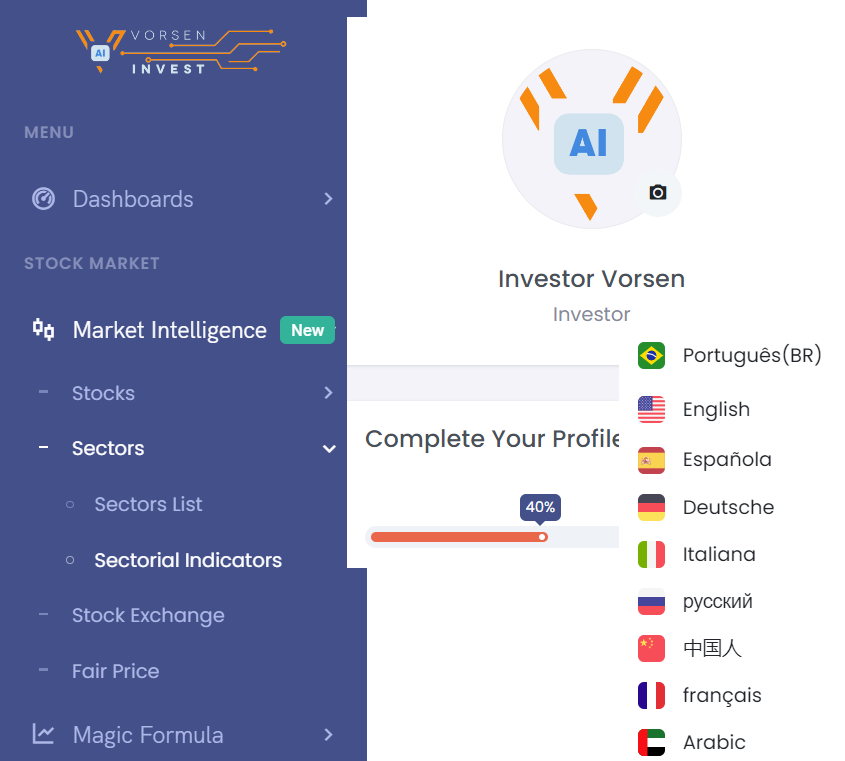 VORSEN
AI
INVEST
MENU
Dashboards
STOCK MARKET
Market Intelligence New
Stocks
Sectors
Sectors List
Sectorial Indicators
Stock Exchange
Fair Price
Magic Formula
AI
Investor Vorsen
Investor
Complete Your Profile
40%
Português(BR)
English
Española
Deutsche
Italiana
русский
中国人
français
Arabic